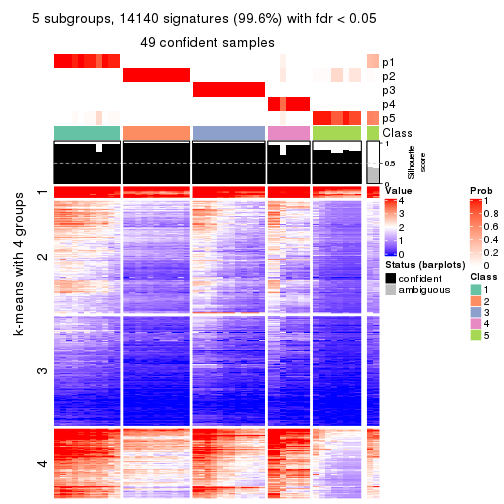 5 subgroups, 14140 signatures (99.6%) with fdr < 0.05
49 confident samples
p1
p2
p3
p4
p5
Class
1
0.5
0
Silhouette
score
k-means with 4 groups
1
2
3
4
Value
4
3
2
1
0
Status (barplots)
confident
ambiguous
Prob
1
0.8
0.6
0.4
0.2
0
Class
1
2
3
4
5